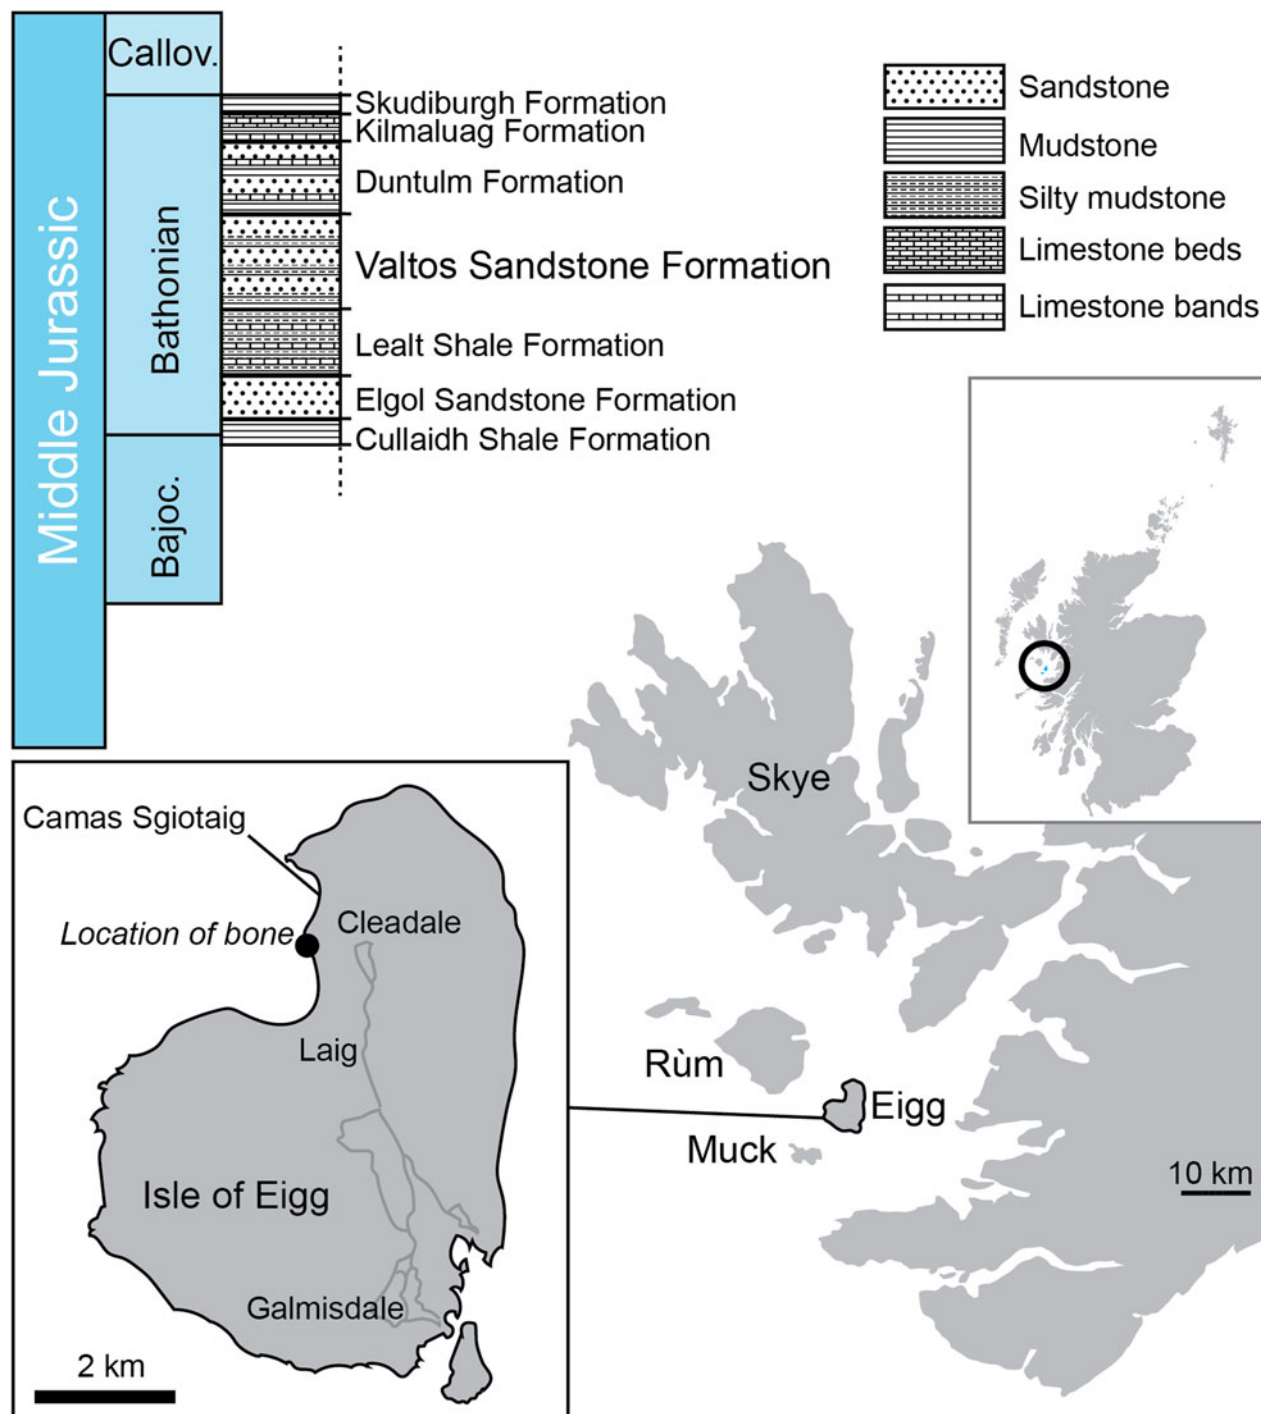 Middle Jurassic
Callov.
Bathonian
Bajoc.
Skudiburgh Formation
Kilmaluag Formation
Duntulm Formation
Valtos Sandstone Formation
Lealt Shale Formation
Elgol Sandstone Formation
Cullaidh Shale Formation
Sandstone
Mudstone
Silty mudstone
Limestone beds
Limestone bands
Skye
Rùm
Eigg
Muck
10 km
Camas Sgiotaig
Location of bone
Cleadale
Laig
Isle of Eigg
Galmisdale
2 km